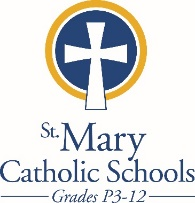 St. Mary
Catholic Schools
Grades P3-12